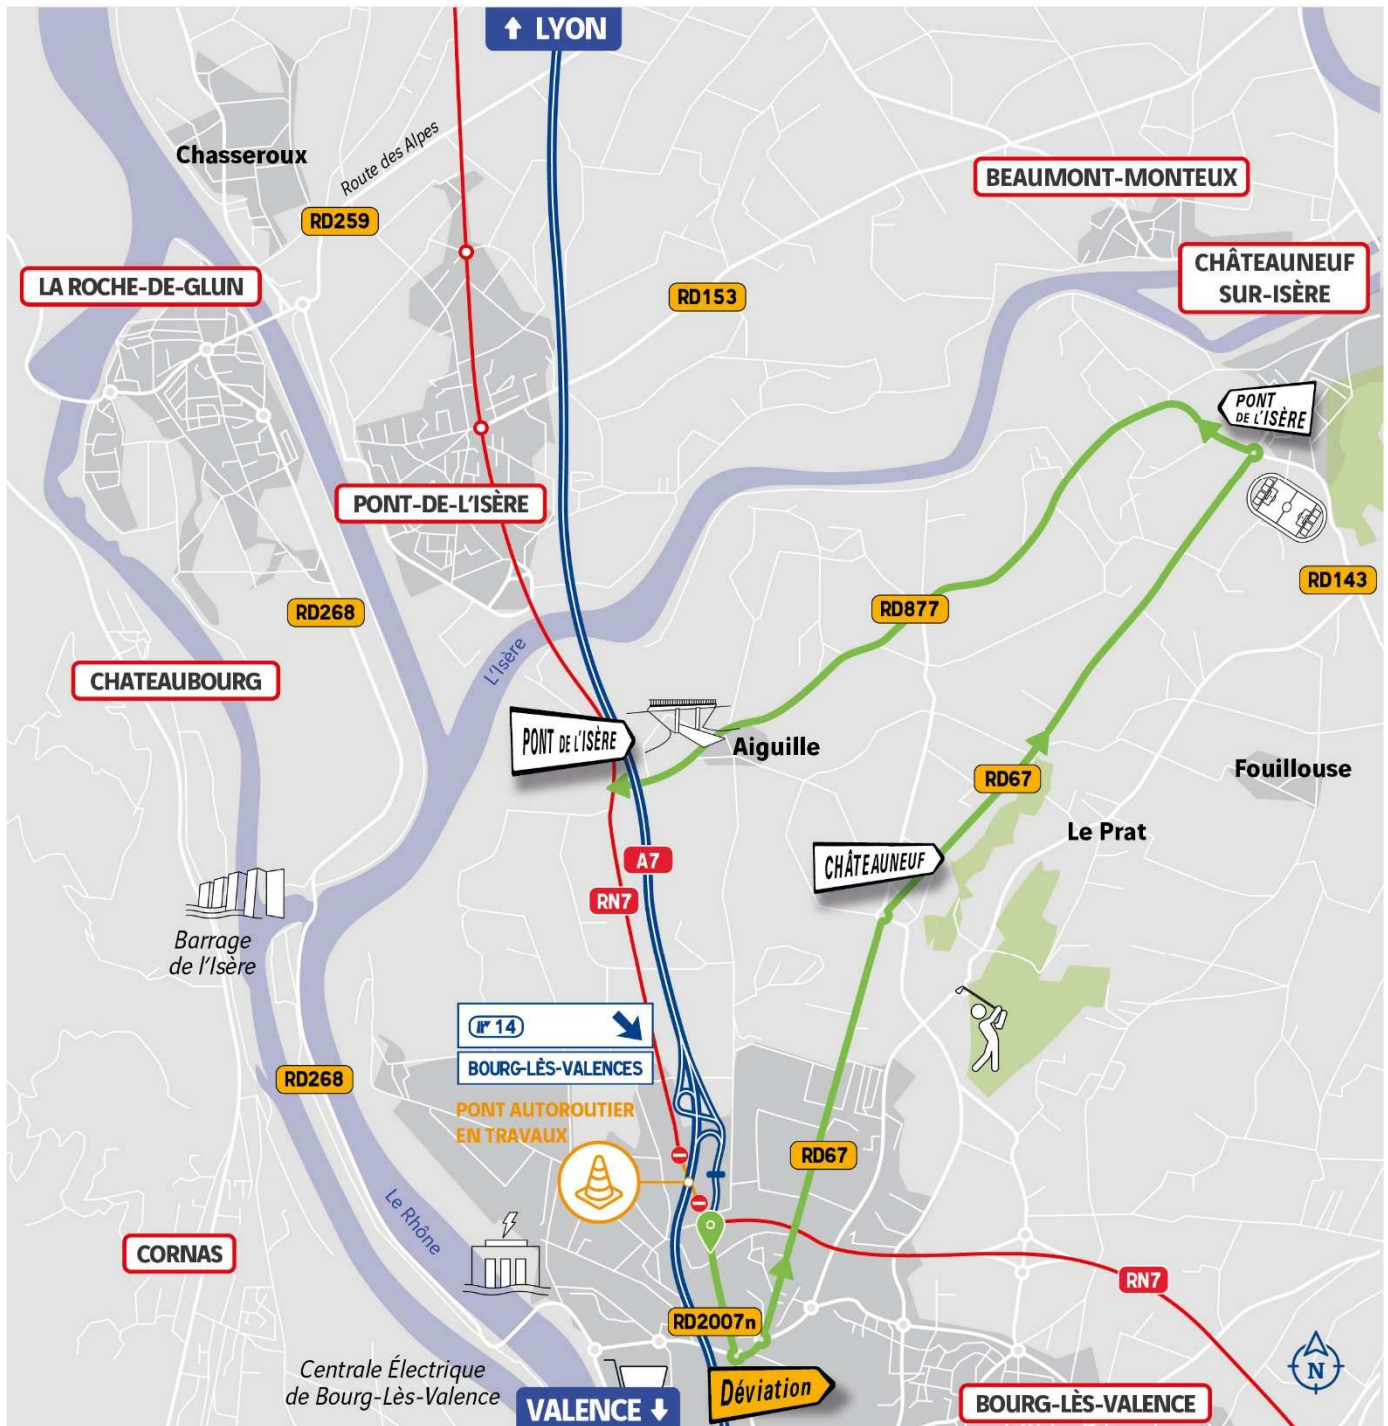 LYON
Chasseroux
Route des Alpes
BEAUMONT-MONTEUX
RD259
CHÂTEAUNEUF
SUR-ISÈRE
LA ROCHE-DE-GLUN
RD153
PONT
DE L'ISÈRE
PONT-DE-L'ISÈRE
RD143
RD877
RD268
L'Isère
CHATEAUBOURG
PONT DE L'ISÈRE
Aiguille
Fouillouse
RD67
Le Prat
A7
CHÂTEAUNEUF
RN7
Barrage
de l'Isère
14
BOURG-LÈS-VALENCES
RD268
PONT AUTOROUTIER
EN TRAVAUX
RD67
Le Rhône
CORNAS
RN7
RD2007n
Centrale Électrique
de Bourg-Lès-Valence
Déviation
N
VALENCE
BOURG-LÈS-VALENCE